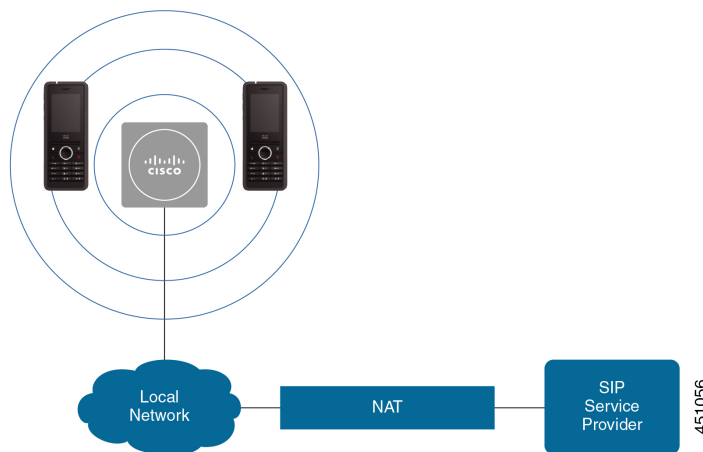 CISCO
Local
Network
NAT
SIP
Service
Provider
451056